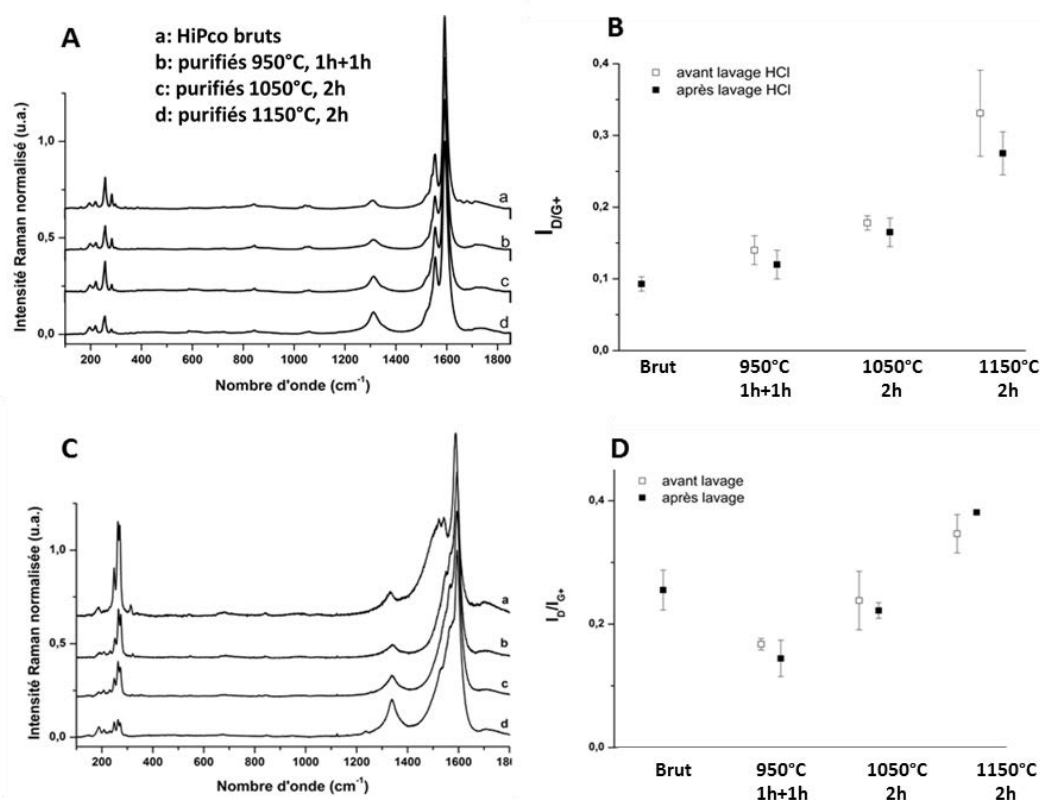 A
a: HiPco bruts
b: purifiés 950°C, 1h+1h
c: purifiés 1050°C, 2h
d: purifiés 1150°C, 2h
Intensité Raman normalisé (u.a.)
1,0
0,5
0,0
a
b
c
d
200 400 600 800 1000 1200 1400 1600 1800
Nombre d'onde (cm⁻¹)
B
avant lavage HCl
après lavage HCl
I D/G+
0,4
0,3
0,2
0,1
0,0
Brut 950°C 1050°C 1150°C
1h+1h 2h 2h
C
Intensité Raman normalisée (u.a.)
1,0
0,5
0,0
a
b
c
d
200 400 600 800 1000 1200 1400 1600
Nombre d'onde (cm⁻¹)
D
avant lavage
après lavage
I D/I G+
0,4
0,2
0,0
Brut 950°C 1050°C 1150°C
1h+1h 2h 2h